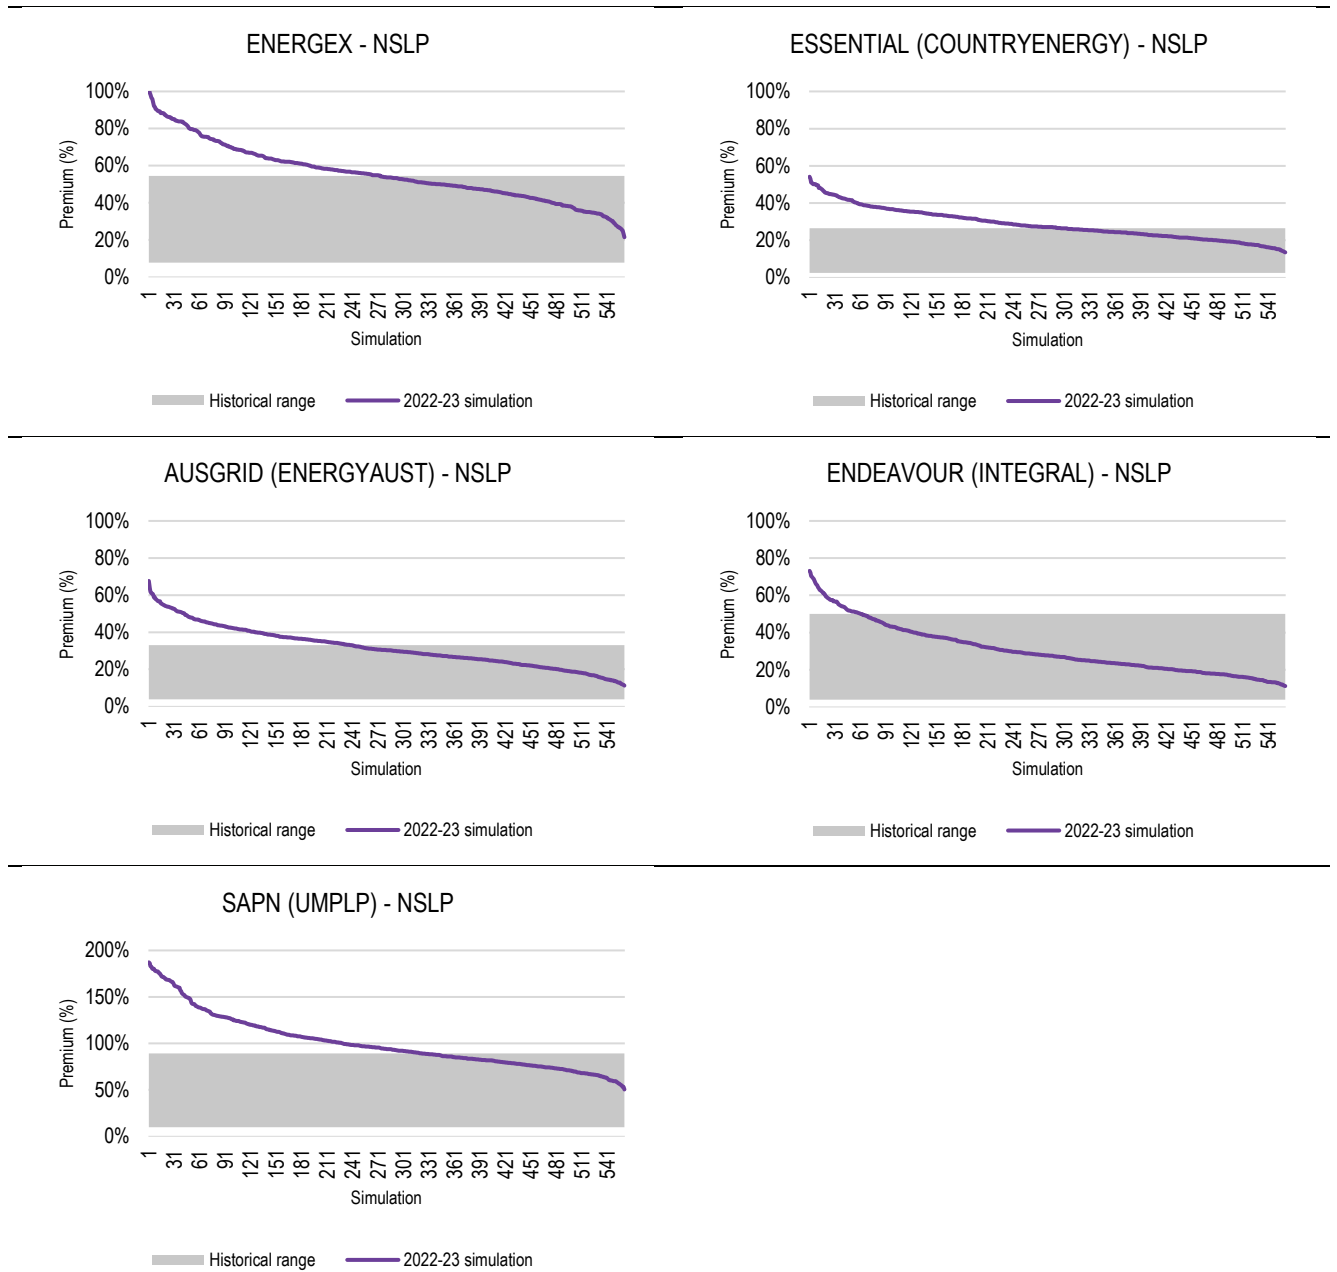 ENERGEX - NSLP
100%
80%
60%
40%
20%
0%
Premium (%)
1 31 61 91 121 151 181 211 241 271 301 331 361 391 421 451 481 511 541
Simulation
Historical range 2022-23 simulation
ESSENTIAL (COUNTRYENERGY) - NSLP
100%
80%
60%
40%
20%
0%
Premium (%)
1 31 61 91 121 151 181 211 241 271 301 331 361 391 421 451 481 511 541
Simulation
Historical range 2022-23 simulation
AUSGRID (ENERGYAUST) - NSLP
100%
80%
60%
40%
20%
0%
Premium (%)
1 31 61 91 121 151 181 211 241 271 301 331 361 391 421 451 481 511 541
Simulation
Historical range 2022-23 simulation
ENDEAVOUR (INTEGRAL) - NSLP
100%
80%
60%
40%
20%
0%
Premium (%)
1 31 61 91 121 151 181 211 241 271 301 331 361 391 421 451 481 511 541
Simulation
Historical range 2022-23 simulation
SAPN (UMPLP) - NSLP
200%
150%
100%
50%
0%
Premium (%)
1 31 61 91 121 151 181 211 241 271 301 331 361 391 421 451 481 511 541
Simulation
Historical range 2022-23 simulation